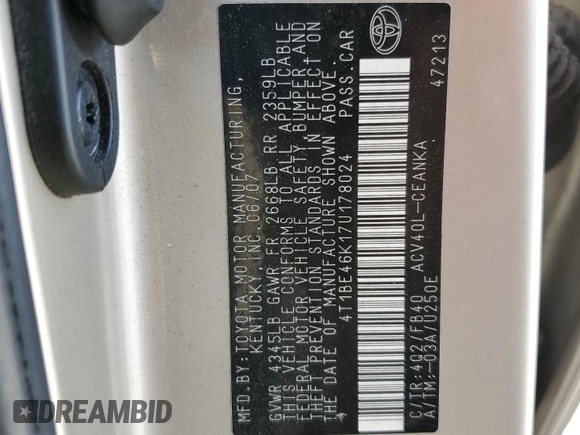 MFD.BY:TOYOTA MOTOR MANUFACTURING,
KENTUCKY, INC. 06/07
GVWR 4345LB GAWR FR 2668LB RR 2359LB
THIS VEHICLE CONFORMS TO ALL APPLICABLE
FEDERAL MOTOR VEHICLE SAFETY, BUMPER, AND
THEFT PREVENTION STANDARDS IN EFFECT ON
THE DATE OF MANUFACTURE SHOWN ABOVE.
4T1BE46K17U178024 PASS. CAR
C/TR:4Q2/FB40 ACV40L-CEANKA
A/TM:-03A/U250E 47213
DREAMBID